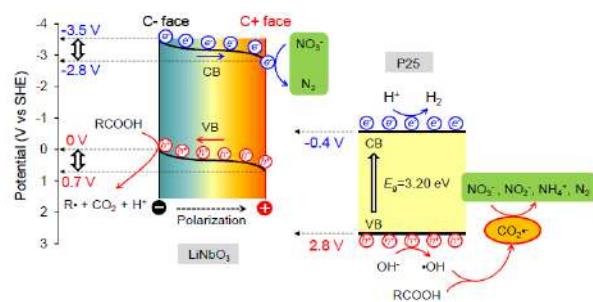 C- face
C+ face
Potential (V vs SHE)
-4
-3
-2
-1
0
1
2
3
-3.5 V
-2.8 V
0 V
0.7 V
e⁻ e⁻ e⁻ e⁻ e⁻
e⁻
CB
NO₃⁻
N₂
RCOOH
VB
h⁺ h⁺ h⁺ h⁺ h⁺ h⁺
R• + CO₂ + H⁺
Polarization
LiNbO₃
P25
H⁺
H₂
e⁻ e⁻ e⁻ e⁻ e⁻
-0.4 V
CB
Eg=3.20 eV
VB
2.8 V
h⁺ h⁺ h⁺ h⁺ h⁺
NO₃⁻, NO₂⁻, NH₄⁺, N₂
CO₂•⁻
OH⁻
•OH
RCOOH